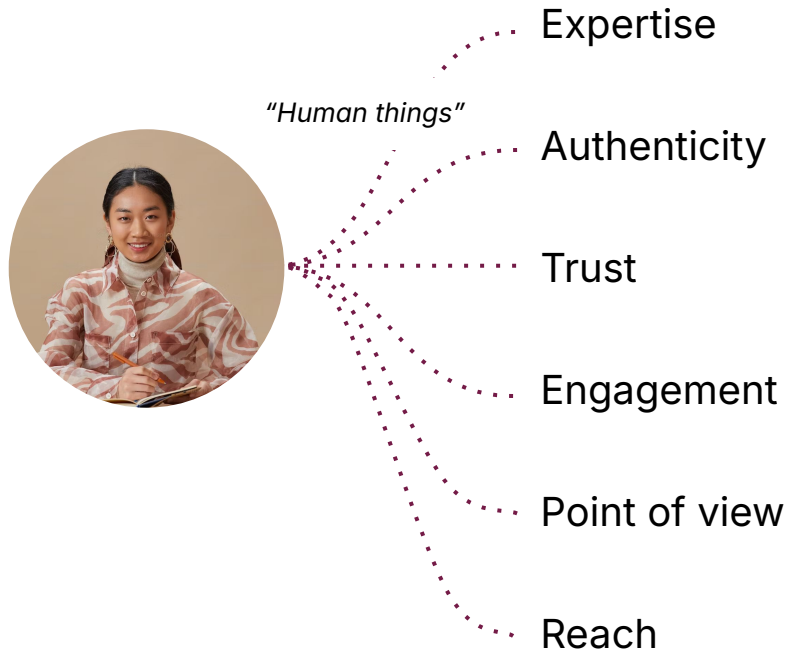 Expertise
“Human things”
Authenticity
Trust
Engagement
Point of view
Reach